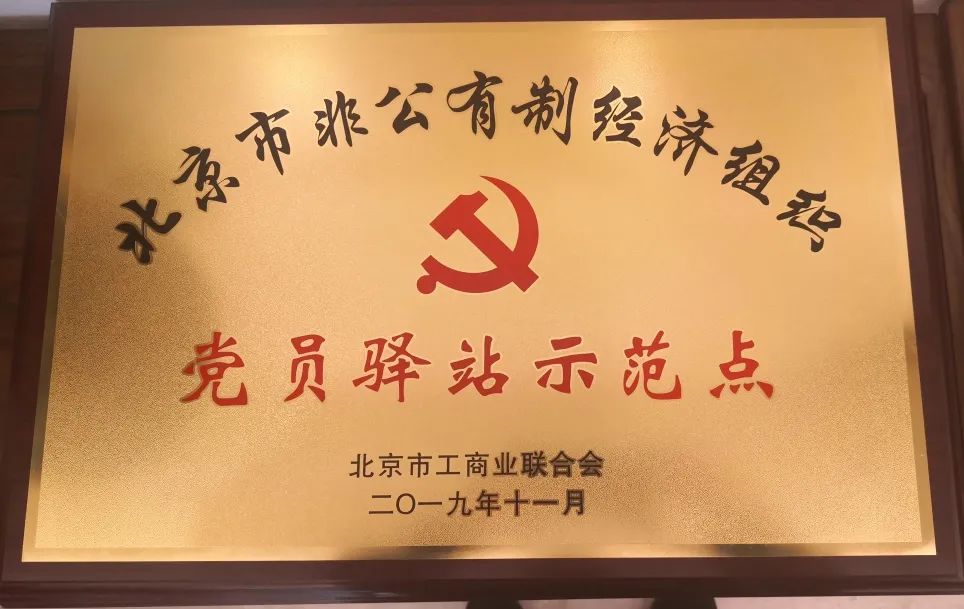 北京市非公有制经济组织
党员驿站示范点
北京市工商业联合会
二〇一九年十一月